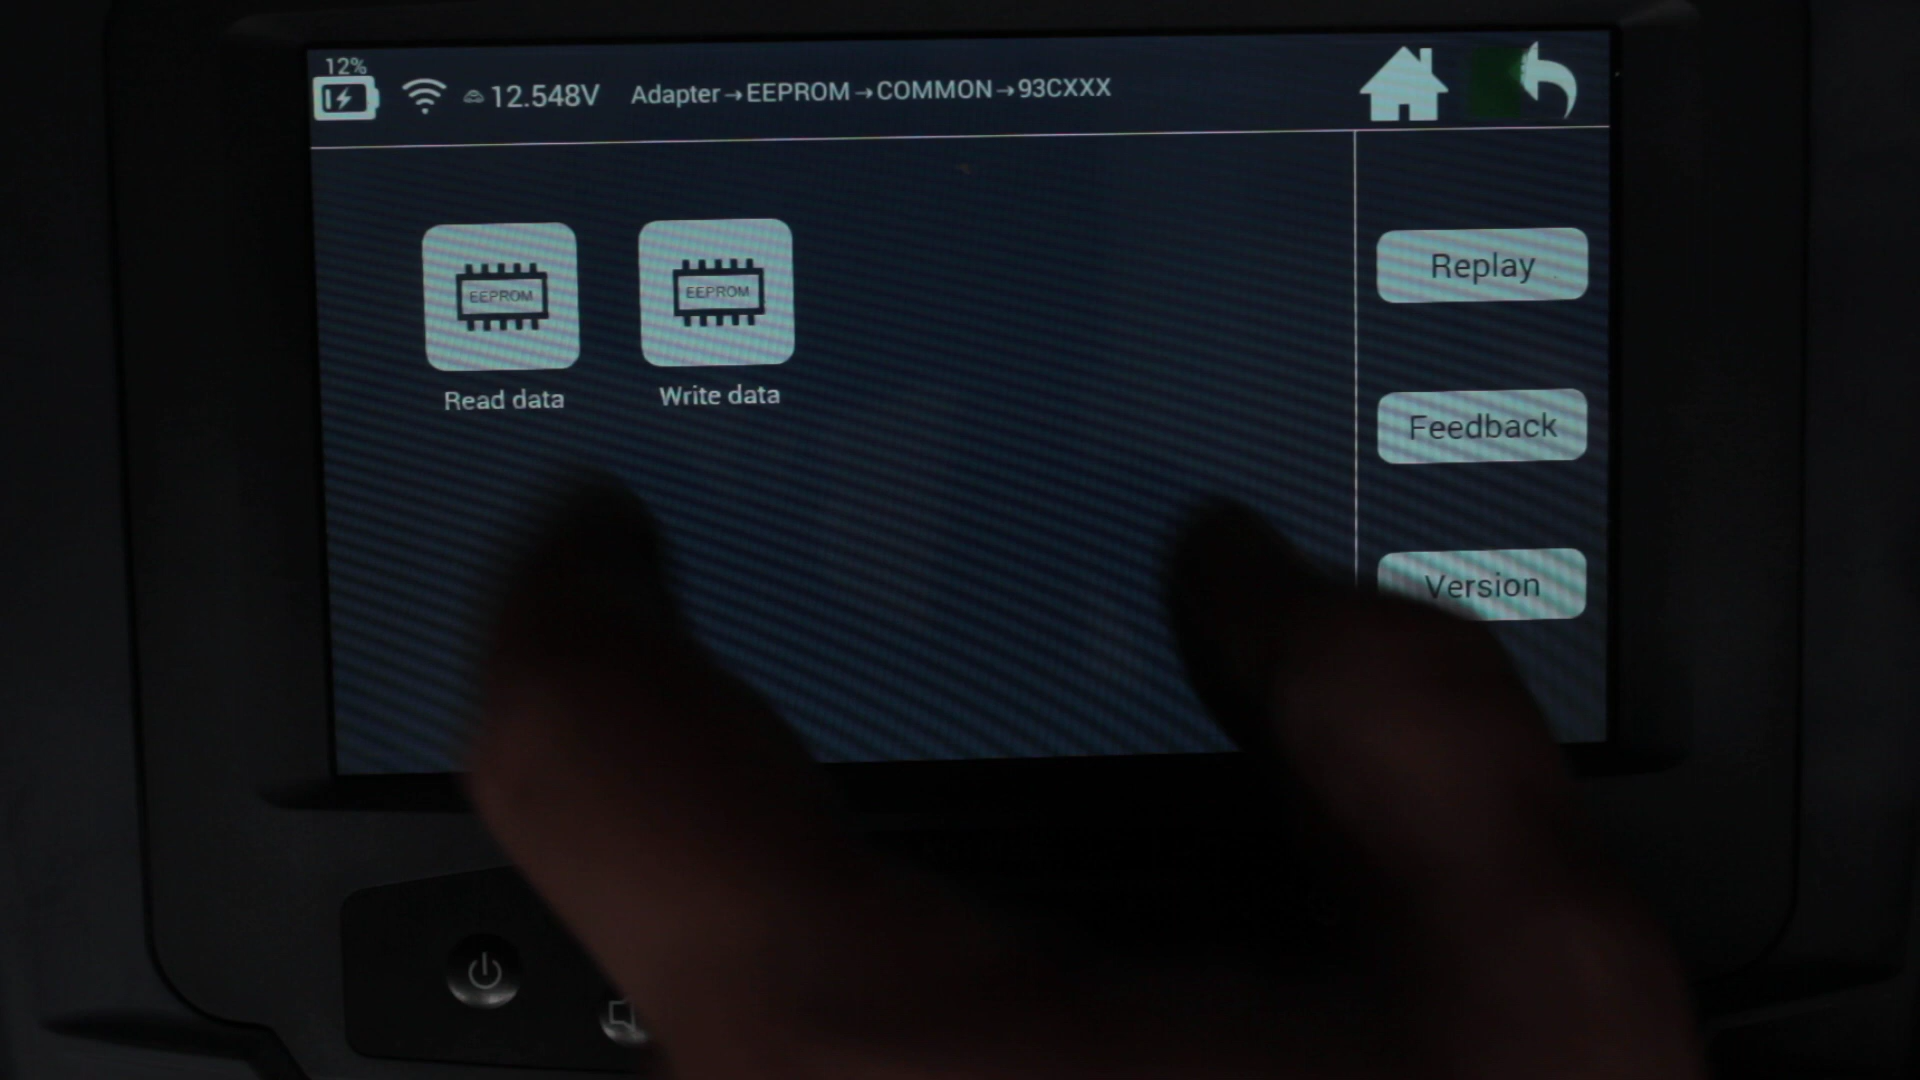 12%
12.548V Adapter→EEPROM→COMMON→93CXXX
EEPROM
EEPROM
Read data
Write data
Replay
Feedback
Version